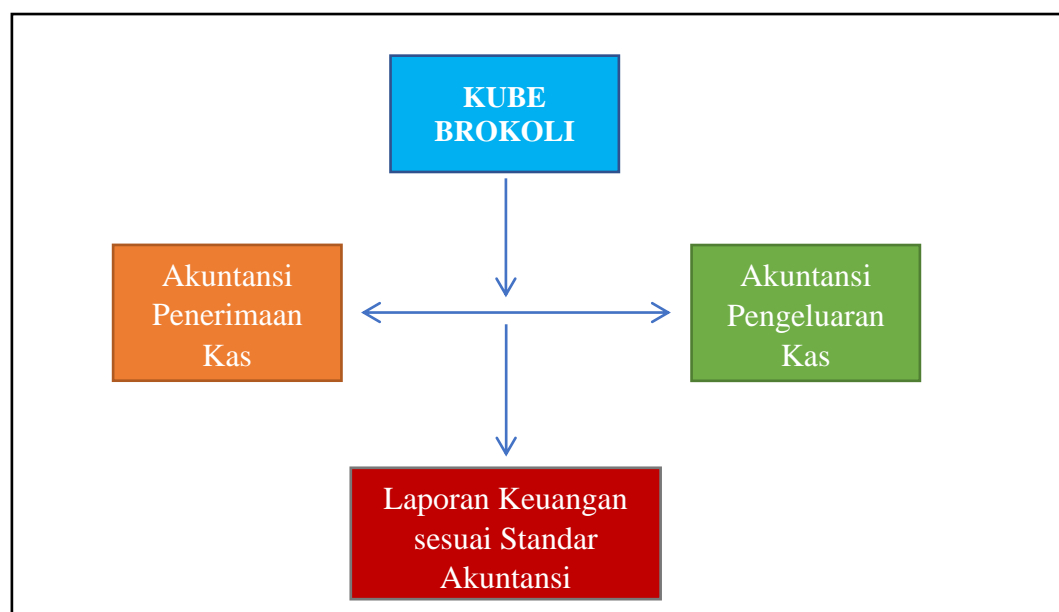 KUBE
BROKOLI
Akuntansi
Penerimaan
Kas
Akuntansi
Pengeluaran
Kas
Laporan Keuangan
sesuai Standar
Akuntansi